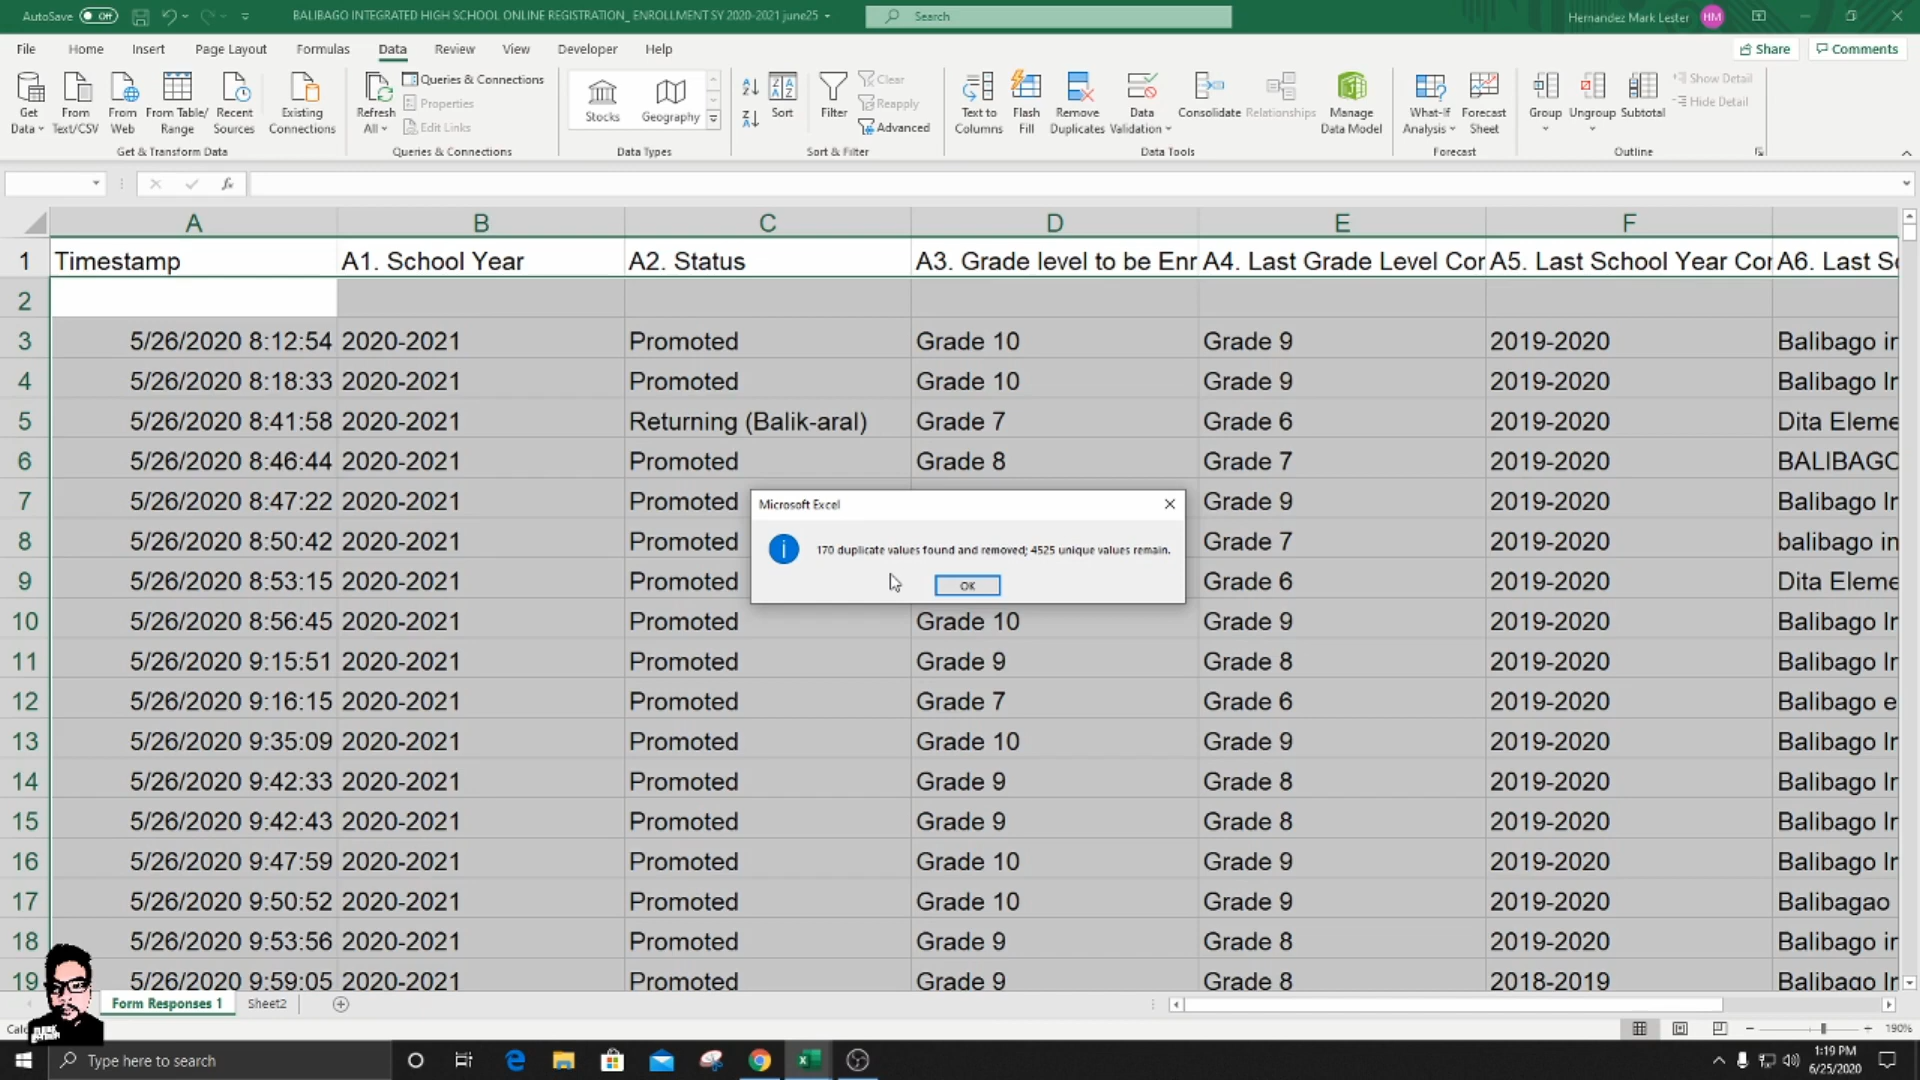 AutoSave Off BALIBAGO INTEGRATED HIGH SCHOOL ONLINE REGISTRATION_ ENROLLMENT SY 2020-2021 june25 Search Hernandez Mark Lester HM
File Home Insert Page Layout Formulas Data Review View Developer Help Share Comments
Get Data From Text/CSV From Web From Table/Range Recent Sources Existing Connections
Get & Transform Data
Refresh All Queries & Connections Properties Edit Links
Queries & Connections
Stocks Geography
Data Types
Sort Filter Clear Reapply Advanced
Sort & Filter
Text to Columns Flash Fill Remove Duplicates Data Validation Consolidate Relationships Manage Data Model
Data Tools
What-If Analysis Forecast Sheet
Forecast
Group Ungroup Subtotal Show Detail Hide Detail
Outline
fx
A B C D E F
1 Timestamp A1. School Year A2. Status A3. Grade level to be Enr A4. Last Grade Level Con A5. Last School Year Con A6. Last Sc
2
3 5/26/2020 8:12:54 2020-2021 Promoted Grade 10 Grade 9 2019-2020 Balibago in
4 5/26/2020 8:18:33 2020-2021 Promoted Grade 10 Grade 9 2019-2020 Balibago In
5 5/26/2020 8:41:58 2020-2021 Returning (Balik-aral) Grade 7 Grade 6 2019-2020 Dita Eleme
6 5/26/2020 8:46:44 2020-2021 Promoted Grade 8 Grade 7 2019-2020 BALIBAGO
7 5/26/2020 8:47:22 2020-2021 Promoted Grade 9 2019-2020 Balibago In
8 5/26/2020 8:50:42 2020-2021 Promoted Grade 7 2019-2020 balibago in
9 5/26/2020 8:53:15 2020-2021 Promoted Grade 6 2019-2020 Dita Eleme
10 5/26/2020 8:56:45 2020-2021 Promoted Grade 10 Grade 9 2019-2020 Balibago In
11 5/26/2020 9:15:51 2020-2021 Promoted Grade 9 Grade 8 2019-2020 Balibago In
12 5/26/2020 9:16:15 2020-2021 Promoted Grade 7 Grade 6 2019-2020 Balibago e
13 5/26/2020 9:35:09 2020-2021 Promoted Grade 10 Grade 9 2019-2020 Balibago In
14 5/26/2020 9:42:33 2020-2021 Promoted Grade 9 Grade 8 2019-2020 Balibago In
15 5/26/2020 9:42:43 2020-2021 Promoted Grade 9 Grade 8 2019-2020 Balibago In
16 5/26/2020 9:47:59 2020-2021 Promoted Grade 10 Grade 9 2019-2020 Balibago In
17 5/26/2020 9:50:52 2020-2021 Promoted Grade 10 Grade 9 2019-2020 Balibagao
18 5/26/2020 9:53:56 2020-2021 Promoted Grade 9 Grade 8 2019-2020 Balibago in
19 5/26/2020 9:59:05 2020-2021 Promoted Grade 9 Grade 8 2018-2019 Balibago In
Microsoft Excel
170 duplicate values found and removed; 4525 unique values remain.
OK
Form Responses 1 Sheet2
190%
Type here to search
1:19 PM
6/25/2020